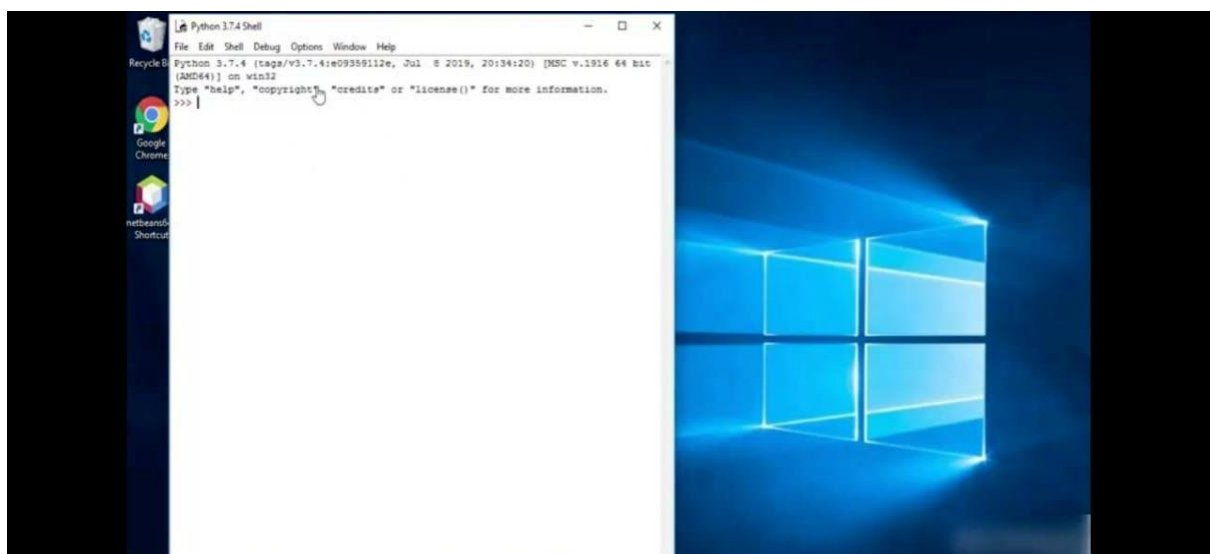 Python 3.7.4 Shell
File Edit Shell Debug Options Window Help
Recycle B
Python 3.7.4 (tags/v3.7.4:e09359112e, Jul 8 2019, 20:34:20) [MSC v.1916 64 bit
(AMD64)] on win32
Type "help", "copyright", "credits" or "license()" for more information.
>>>
Google
Chrome
netbeans6
Shortcut